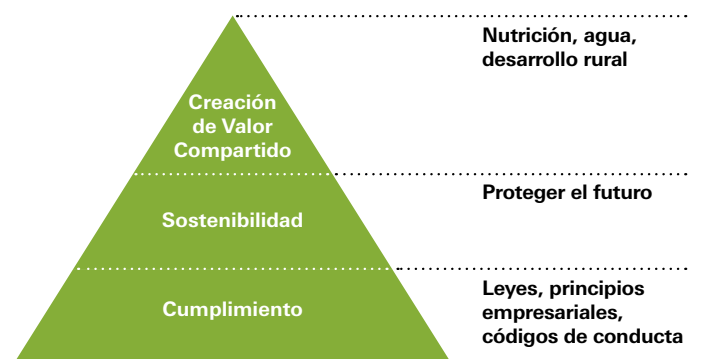 Nutrición, agua,
desarrollo rural
Creación
de Valor
Compartido
Proteger el futuro
Sostenibilidad
Leyes, principios
empresariales,
códigos de conducta
Cumplimiento